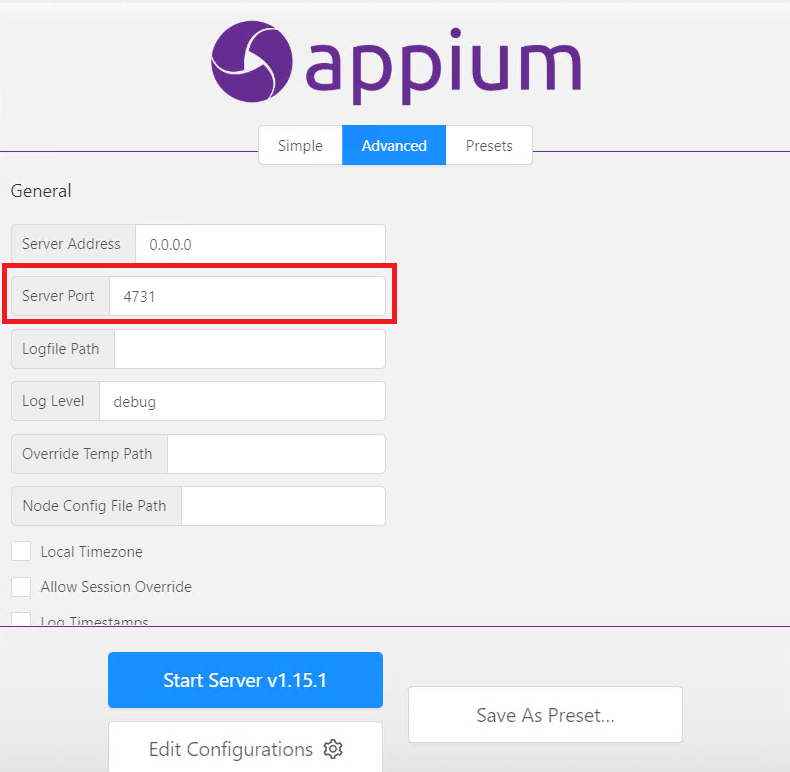 appium
Simple Advanced Presets
General
Server Address 0.0.0.0
Server Port 4731
Logfile Path
Log Level debug
Override Temp Path
Node Config File Path
Local Timezone
Allow Session Override
Log Timestamps
Start Server v1.15.1
Save As Preset...
Edit Configurations